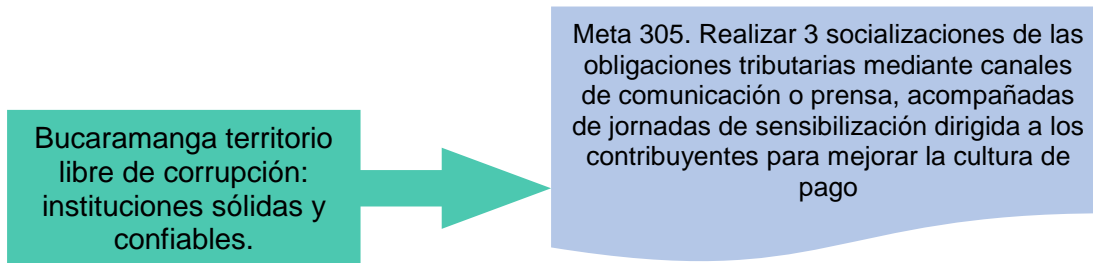 Bucaramanga territorio
libre de corrupción:
instituciones sólidas y
confiables.
Meta 305. Realizar 3 socializaciones de las
obligaciones tributarias mediante canales
de comunicación o prensa, acompañadas
de jornadas de sensibilización dirigida a los
contribuyentes para mejorar la cultura de
pago